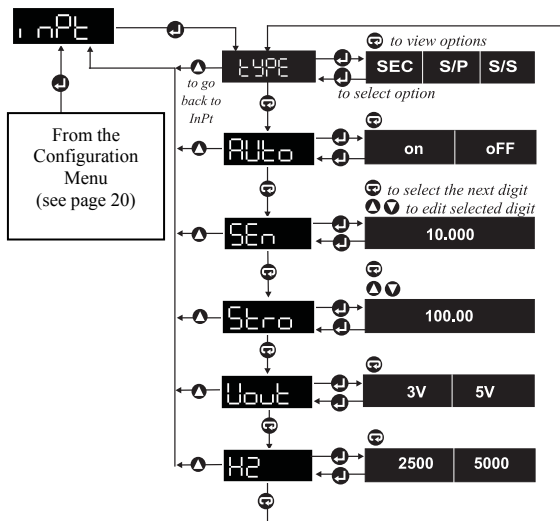 inPt
to view options
tYPE
SEC S/P S/S
to go
back to
InPt
to select option
From the
Configuration
Menu
(see page 20)
AUto
on oFF
to select the next digit
to edit selected digit
SEn
10.000
Stro
100.00
Uout
3V 5V
H2
2500 5000